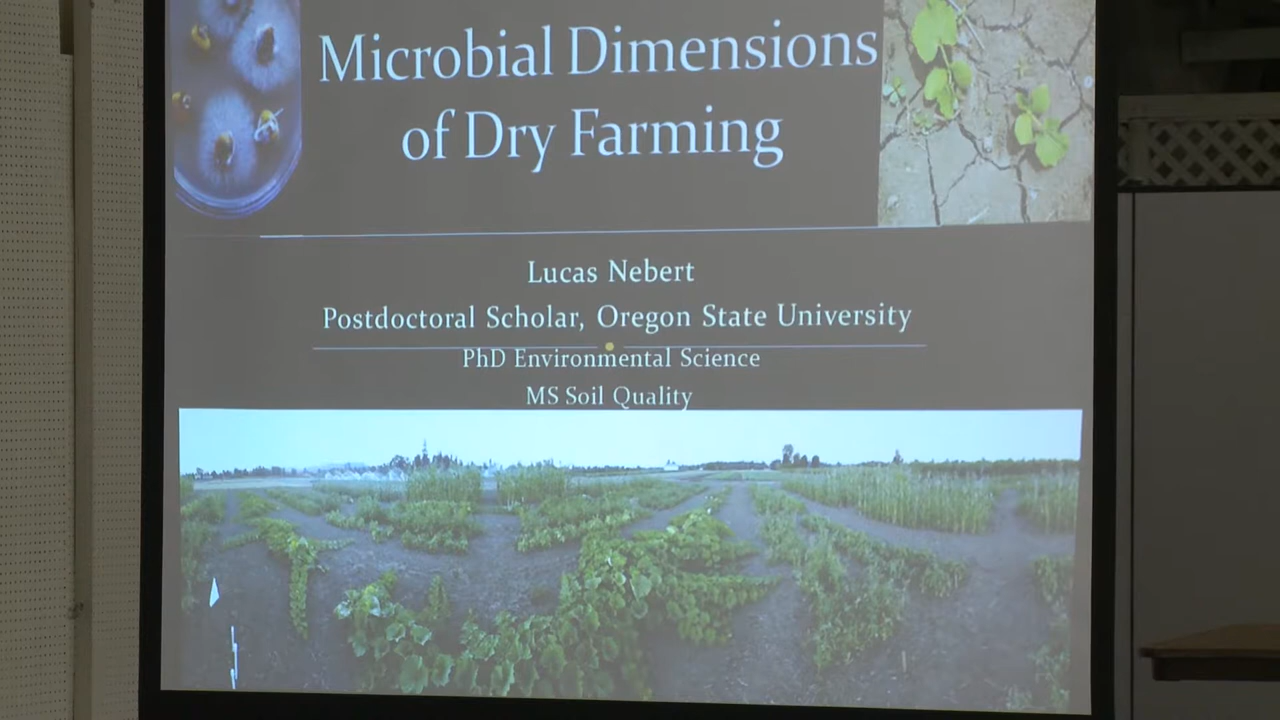 Microbial Dimensions
of Dry Farming
Lucas Nebert
Postdoctoral Scholar, Oregon State University
PhD Environmental Science
MS Soil Quality